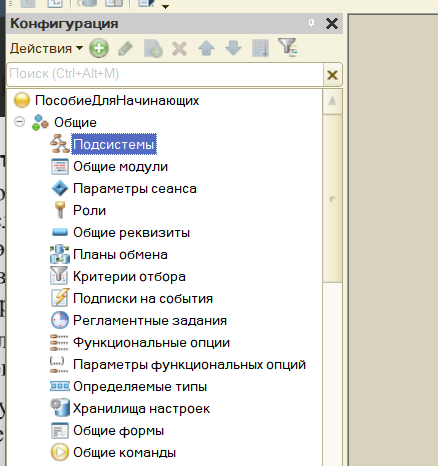 Конфигурация
Действия
Поиск (Ctrl+Alt+M)
ПособиеДляНачинающих
Общие
Подсистемы
Общие модули
Параметры сеанса
Роли
Общие реквизиты
Планы обмена
Критерии отбора
Подписки на события
Регламентные задания
Функциональные опции
Параметры функциональных опций
Определяемые типы
Хранилища настроек
Общие формы
Общие команды